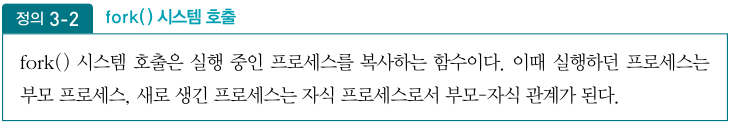 정의 3-2 fork( ) 시스템 호출
fork( ) 시스템 호출은 실행 중인 프로세스를 복사하는 함수이다. 이때 실행하던 프로세스는
부모 프로세스, 새로 생긴 프로세스는 자식 프로세스로서 부모-자식 관계가 된다.